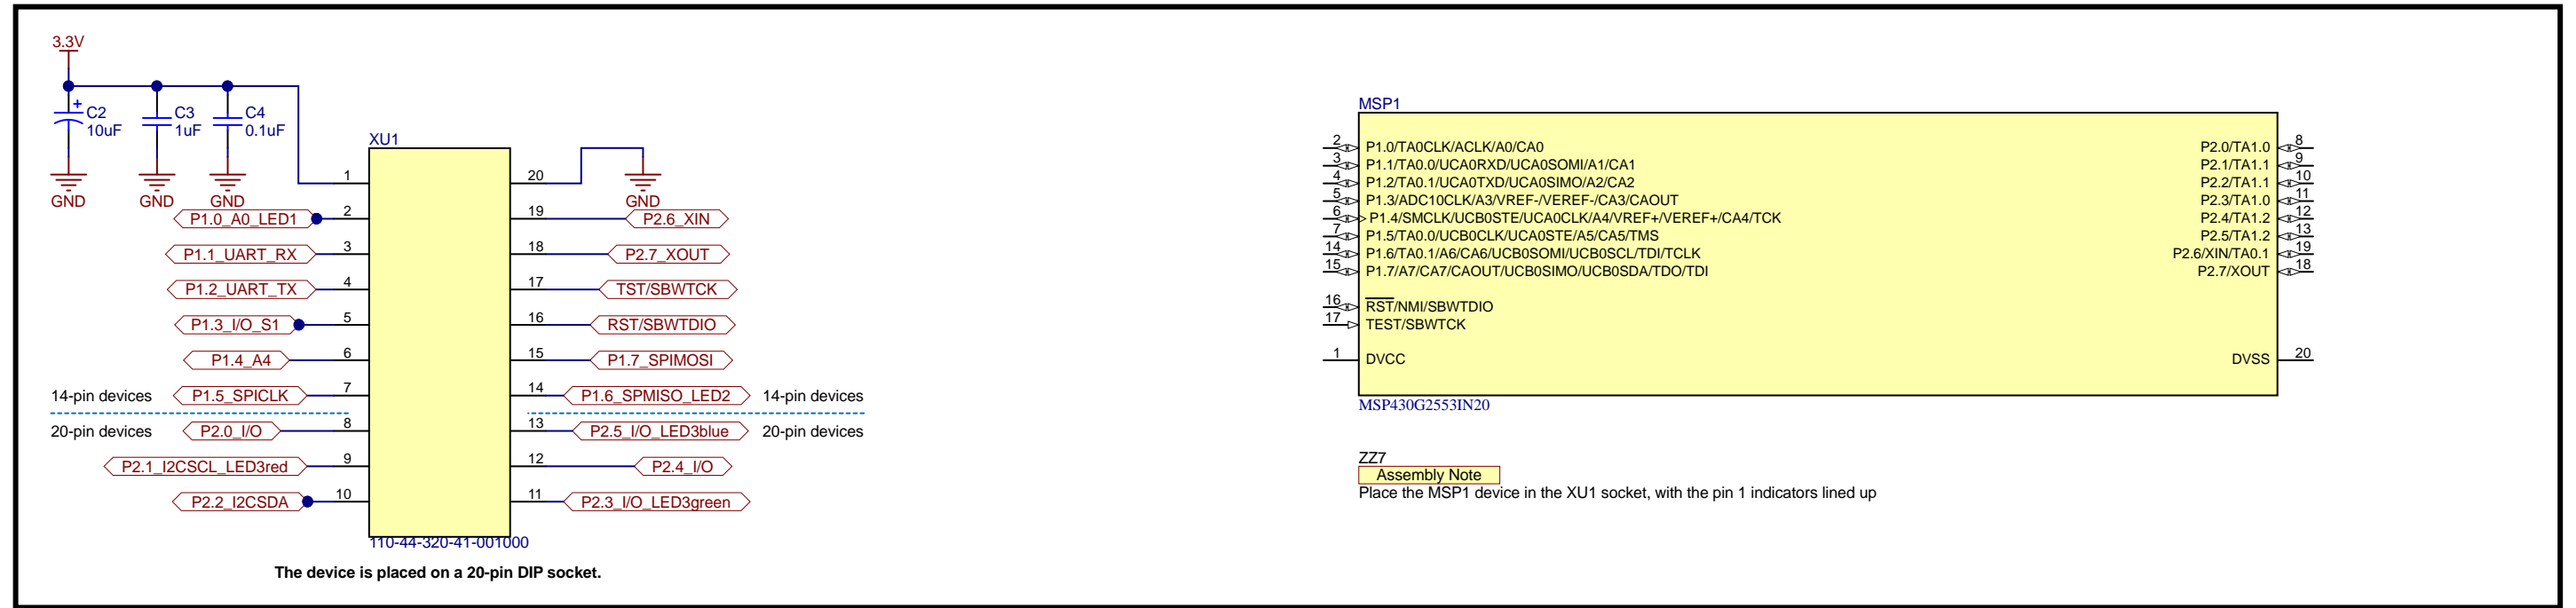 3.3V
C2
10uF
C3
1uF
C4
0.1uF
GND
GND
GND
XU1
1
20
GND
P1.0_A0_LED1
2
19
P2.6_XIN
P1.1_UART_RX
3
18
P2.7_XOUT
P1.2_UART_TX
4
17
TST/SBWTCK
P1.3_I/O_S1
5
16
RST/SBWTDIO
P1.4_A4
6
15
P1.7_SPIMOSI
14-pin devices
P1.5_SPICLK
7
14
P1.6_SPMISO_LED2
14-pin devices
20-pin devices
P2.0_I/O
8
13
P2.5_I/O_LED3blue
20-pin devices
P2.1_I2CSCL_LED3red
9
12
P2.4_I/O
P2.2_I2CSDA
10
11
P2.3_I/O_LED3green
110-44-320-41-001000
The device is placed on a 20-pin DIP socket.
MSP1
2 P1.0/TA0CLK/ACLK/A0/CA0
3 P1.1/TA0.0/UCA0RXD/UCA0SOMI/A1/CA1
4 P1.2/TA0.1/UCA0TXD/UCA0SIMO/A2/CA2
5 P1.3/ADC10CLK/A3/VREF-/VEREF-/CA3/CAOUT
6 P1.4/SMCLK/UCB0STE/UCA0CLK/A4/VREF+/VEREF+/CA4/TCK
7 P1.5/TA0.0/UCB0CLK/UCA0STE/A5/CA5/TMS
14 P1.6/TA0.1/A6/CA6/UCB0SOMI/UCB0SCL/TDI/TCLK
15 P1.7/A7/CA7/CAOUT/UCB0SIMO/UCB0SDA/TDO/TDI
16 RST/NMI/SBWTDIO
17 TEST/SBWTCK
1 DVCC
P2.0/TA1.0 8
P2.1/TA1.1 9
P2.2/TA1.1 10
P2.3/TA1.0 11
P2.4/TA1.2 12
P2.5/TA1.2 13
P2.6/XIN/TA0.1 19
P2.7/XOUT 18
DVSS 20
MSP430G2553IN20
ZZ7
Assembly Note
Place the MSP1 device in the XU1 socket, with the pin 1 indicators lined up